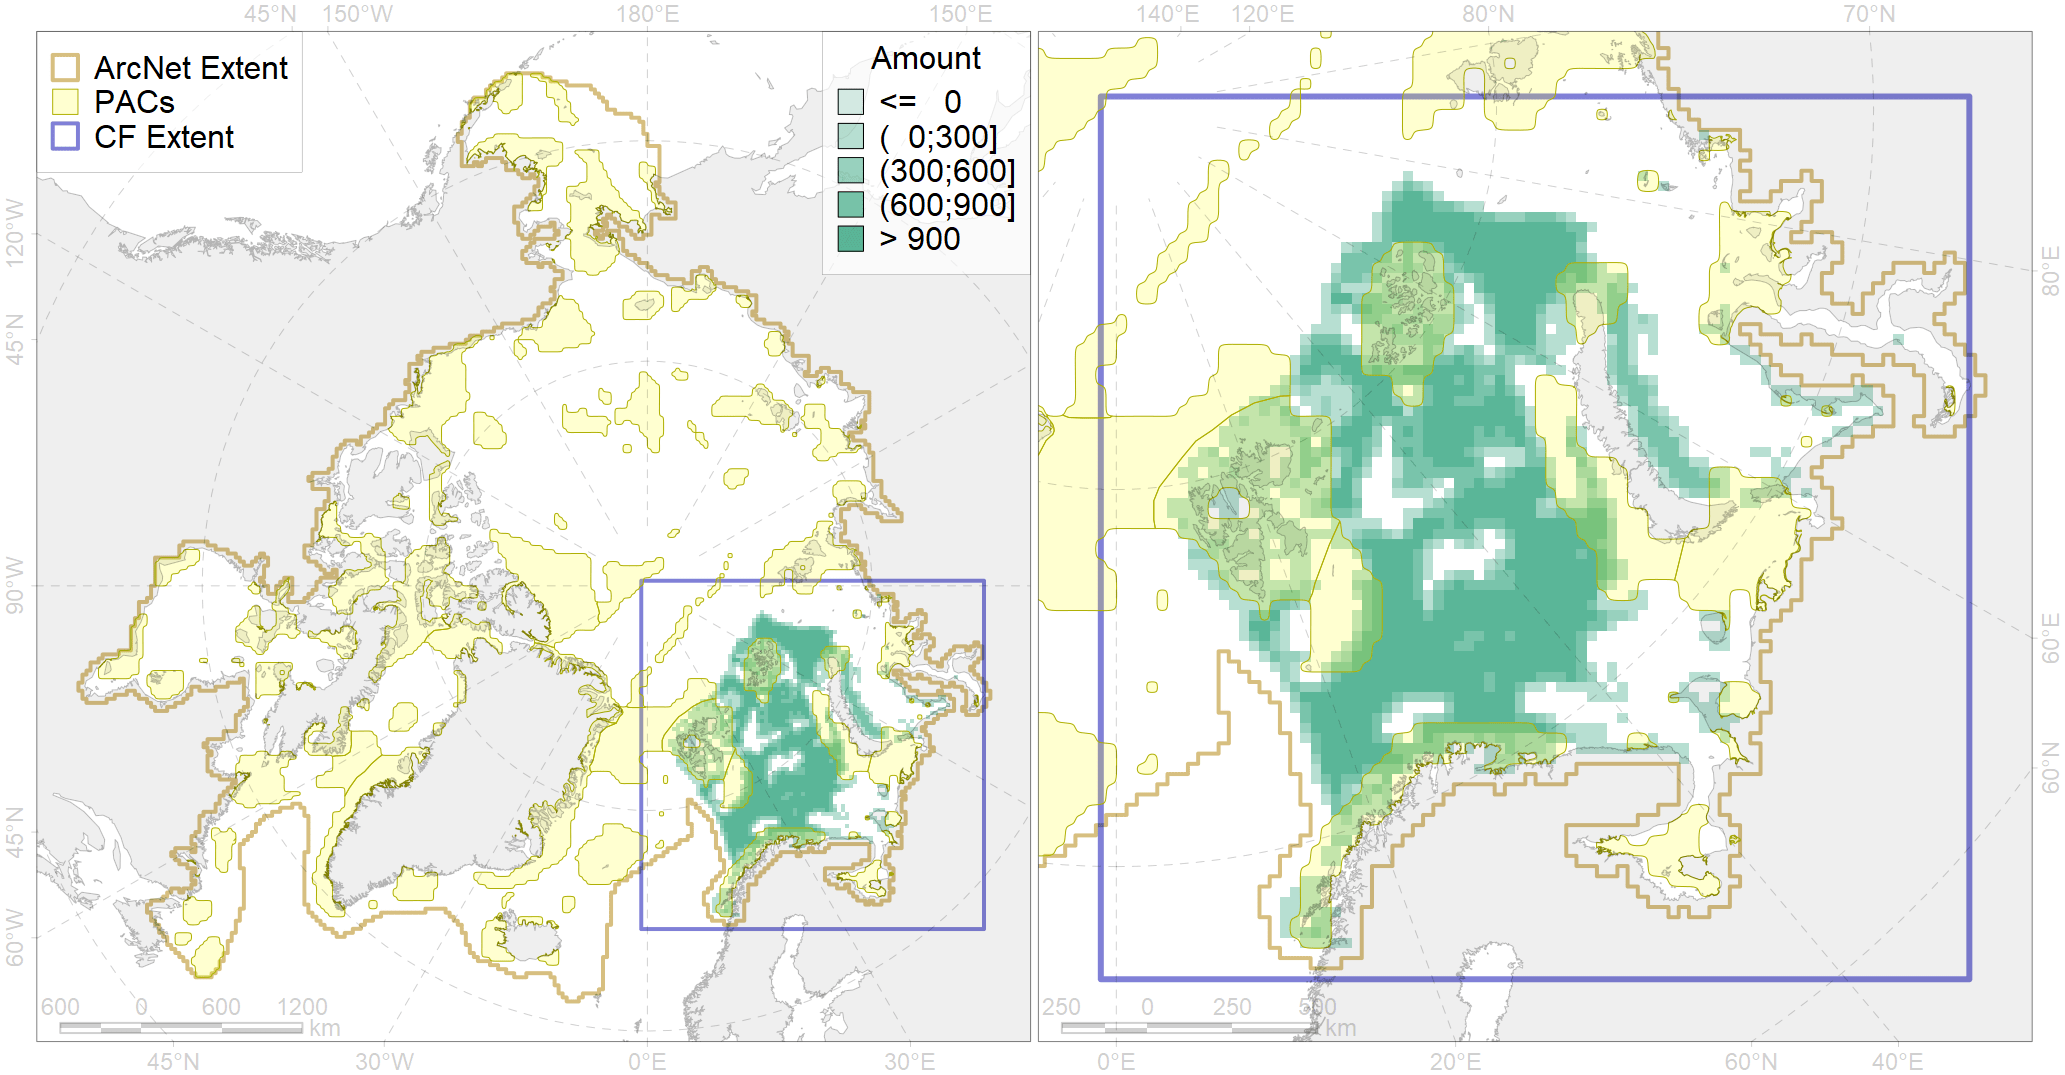 45°N 150°W 180°E 150°E 140°E 120°E 80°N 70°N
ArcNet Extent
PACs
CF Extent
Amount
<= 0
( 0;300]
(300;600]
(600;900]
> 900
120°W
45°N
90°W
45°N
60°W
80°E
60°E
60°N
600 0 600 1200
km
250 0 250 500
km
45°N 30°W 0°E 30°E 0°E 20°E 60°N 40°E